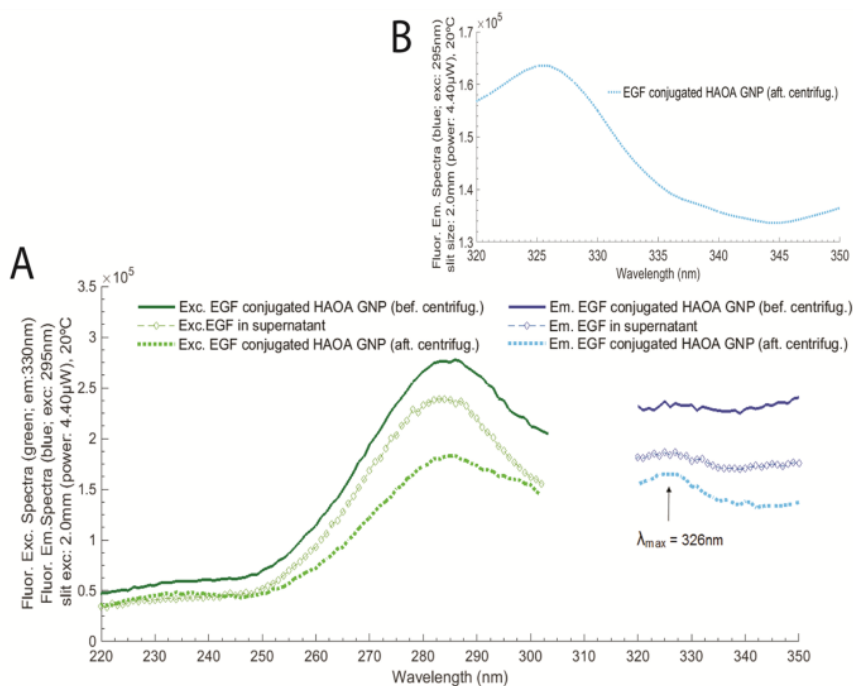 B
×10⁵
1.7
1.6
1.5
1.4
1.3
320 325 330 335 340 345 350
Wavelength (nm)
Fluor. Em. Spectra (blue; exc: 295nm)
slit size: 2.0mm (power: 4.40µW), 20ºC
EGF conjugated HAOA GNP (aft. centrifug.)
A
×10⁵
3.5
3
2.5
2
1.5
1
0.5
0
220 230 240 250 260 270 280 290 300 310 320 330 340 350
Wavelength (nm)
Fluor. Exc. Spectra (green; em:330nm)
Fluor. Em.Spectra (blue; exc: 295nm)
slit exc: 2.0mm (power: 4.40µW), 20ºC
Exc. EGF conjugated HAOA GNP (bef. centrifug.)
Exc.EGF in supernatant
Exc. EGF conjugated HAOA GNP (aft. centrifug.)
Em. EGF conjugated HAOA GNP (bef. centrifug.)
Em. EGF in supernatant
Em. EGF conjugated HAOA GNP (aft. centrifug.)
λmax = 326nm